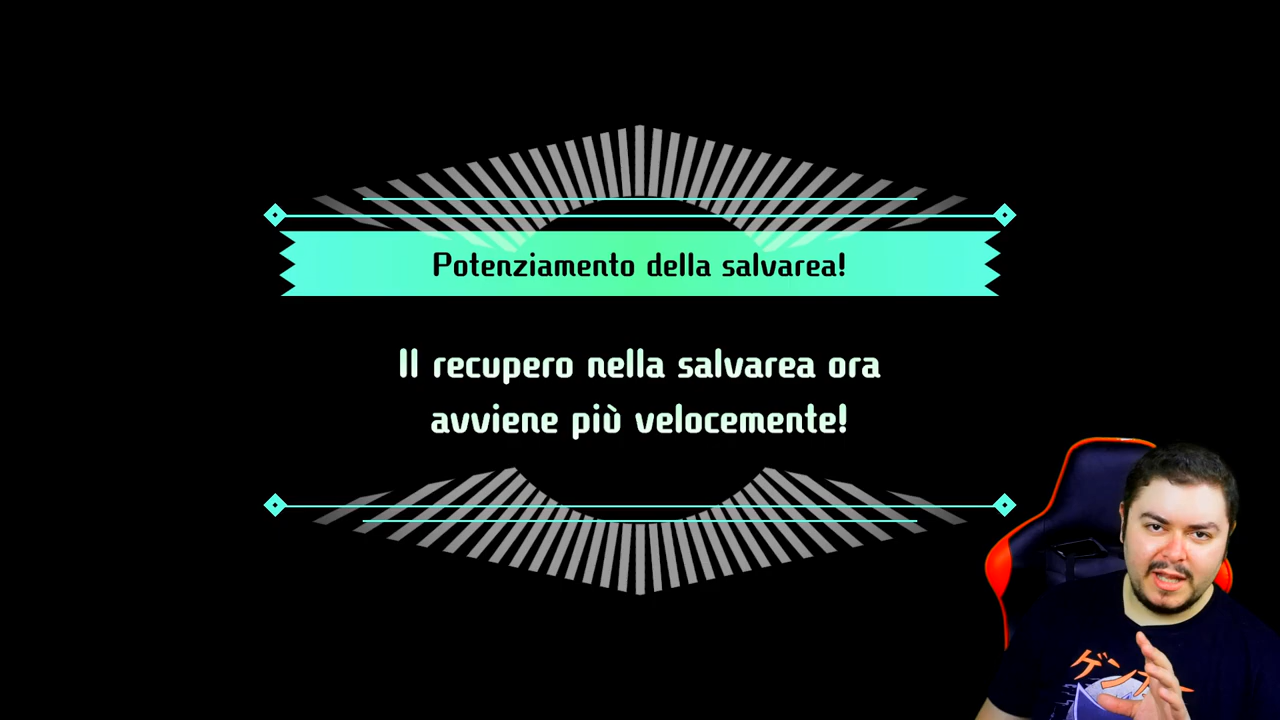 Potenziamento della salvarea!
Il recupero nella salvarea ora
avviene più velocemente!